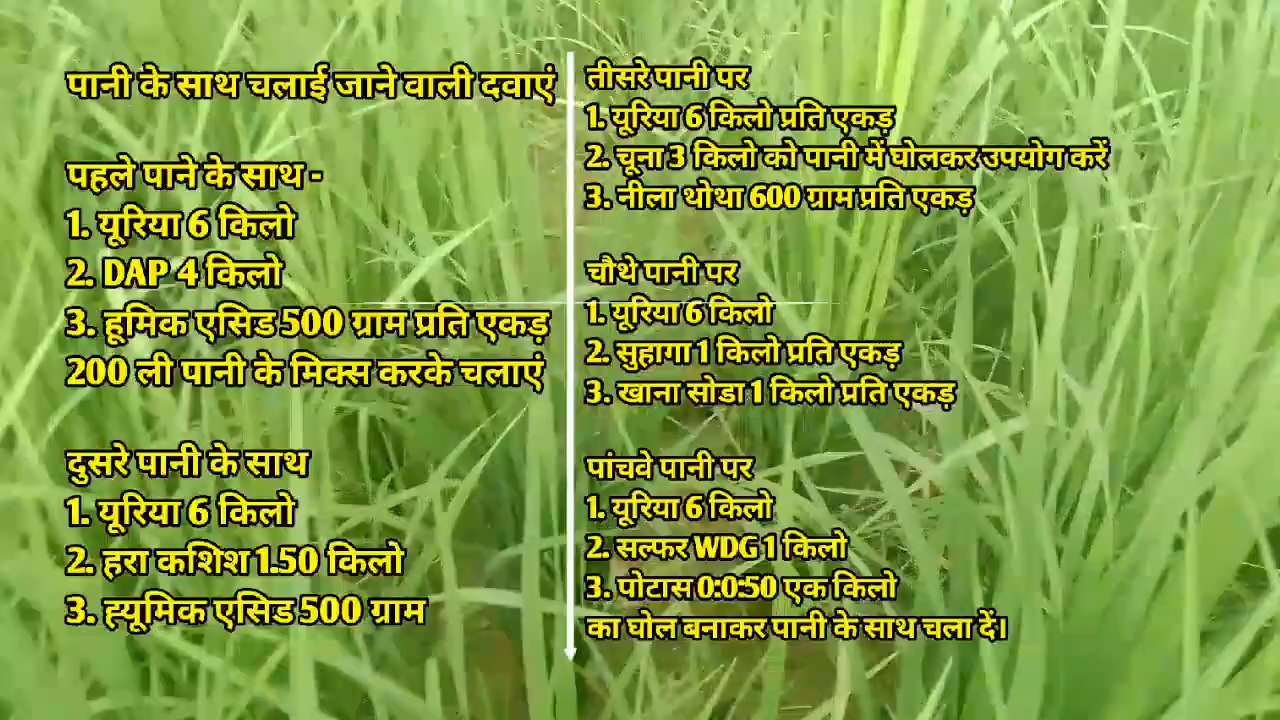 पानी के साथ चलाई जाने वाली दवाएं
पहले पाने के साथ -
1. यूरिया 6 किलो
2. DAP 4 किलो
3. हूमिक एसिड 500 ग्राम प्रति एकड़
200 ली पानी के मिक्स करके चलाएं
दुसरे पानी के साथ
1. यूरिया 6 किलो
2. हरा कशिश 1.50 किलो
3. ह्यूमिक एसिड 500 ग्राम
तीसरे पानी पर
1. यूरिया 6 किलो प्रति एकड़
2. चूना 3 किलो को पानी में घोलकर उपयोग करें
3. नीला थोथा 600 ग्राम प्रति एकड़
चौथे पानी पर
1. यूरिया 6 किलो
2. सुहागा 1 किलो प्रति एकड़
3. खाना सोडा 1 किलो प्रति एकड़
पांचवे पानी पर
1. यूरिया 6 किलो
2. सल्फर WDG 1 किलो
3. पोटास 0:0:50 एक किलो
का घोल बनाकर पानी के साथ चला दें।